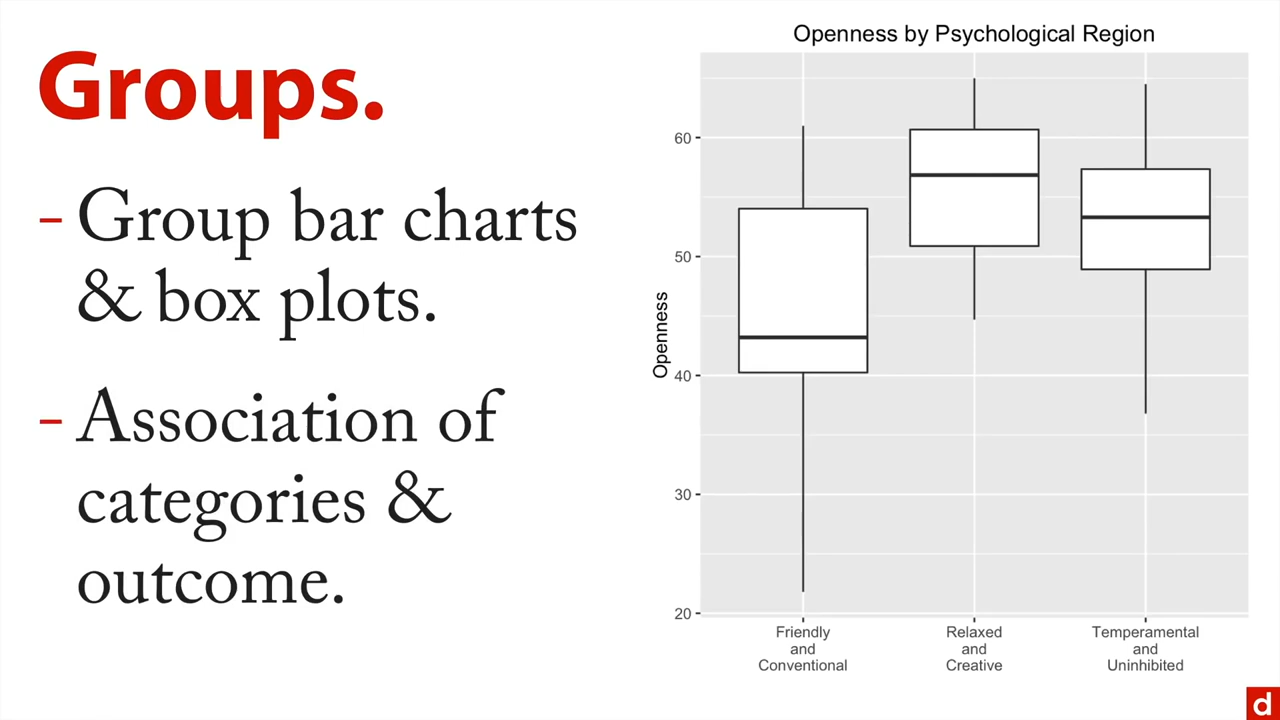 Groups.
- Group bar charts
& box plots.
- Association of
categories &
outcome.
Openness by Psychological Region
Openness
60
50
40
30
20
Friendly
and
Conventional
Relaxed
and
Creative
Temperamental
and
Uninhibited
d